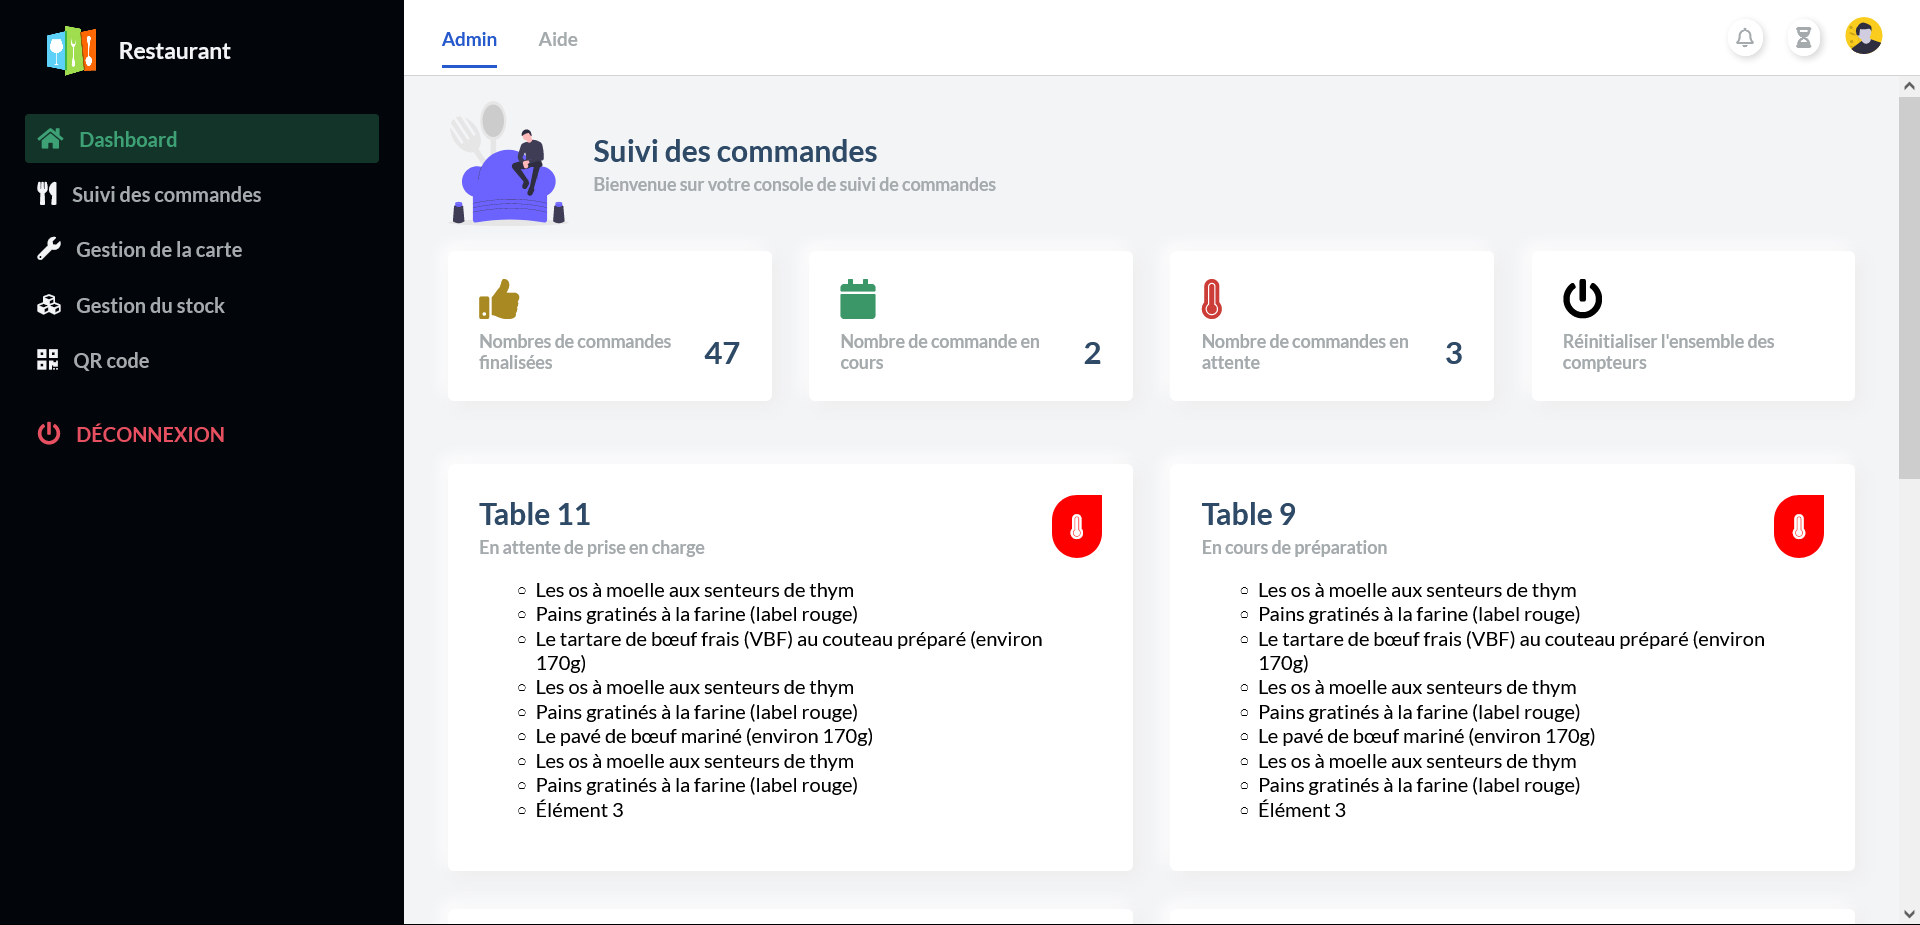 Restaurant
Dashboard
Suivi des commandes
Gestion de la carte
Gestion du stock
QR code
DÉCONNEXION
Admin
Aide
Suivi des commandes
Bienvenue sur votre console de suivi de commandes
Nombres de commandes
finalisées
47
Nombre de commande en
cours
2
Nombre de commandes en
attente
3
Réinitialiser l'ensemble des
compteurs
Table 11
En attente de prise en charge
Les os à moelle aux senteurs de thym
Pains gratinés à la farine (label rouge)
Le tartare de bœuf frais (VBF) au couteau préparé (environ
170g)
Les os à moelle aux senteurs de thym
Pains gratinés à la farine (label rouge)
Le pavé de bœuf mariné (environ 170g)
Les os à moelle aux senteurs de thym
Pains gratinés à la farine (label rouge)
Élément 3
Table 9
En cours de préparation
Les os à moelle aux senteurs de thym
Pains gratinés à la farine (label rouge)
Le tartare de bœuf frais (VBF) au couteau préparé (environ
170g)
Les os à moelle aux senteurs de thym
Pains gratinés à la farine (label rouge)
Le pavé de bœuf mariné (environ 170g)
Les os à moelle aux senteurs de thym
Pains gratinés à la farine (label rouge)
Élément 3